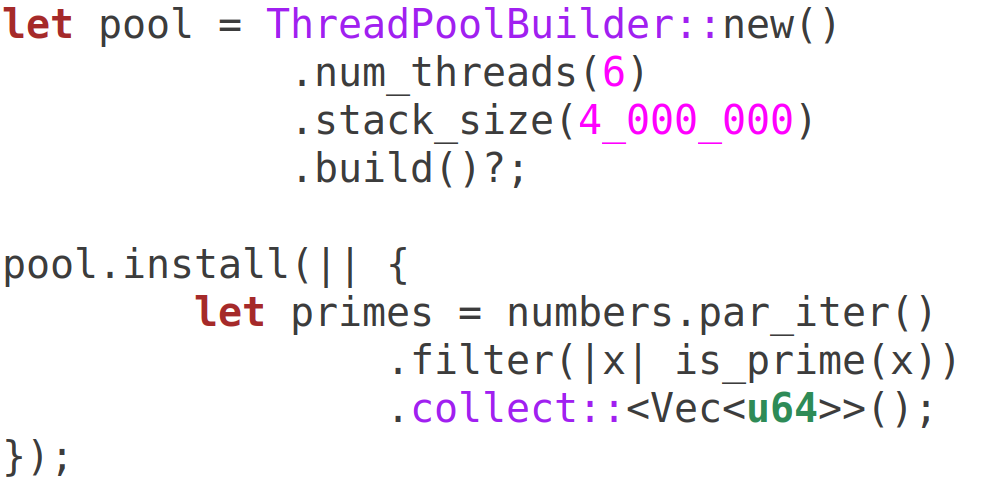 let pool = ThreadPoolBuilder::new()
            .num_threads(6)
            .stack_size(4_000_000)
            .build()?;

pool.install(|| {
        let primes = numbers.par_iter()
                .filter(|x| is_prime(x))
                .collect::<Vec<u64>>();
});